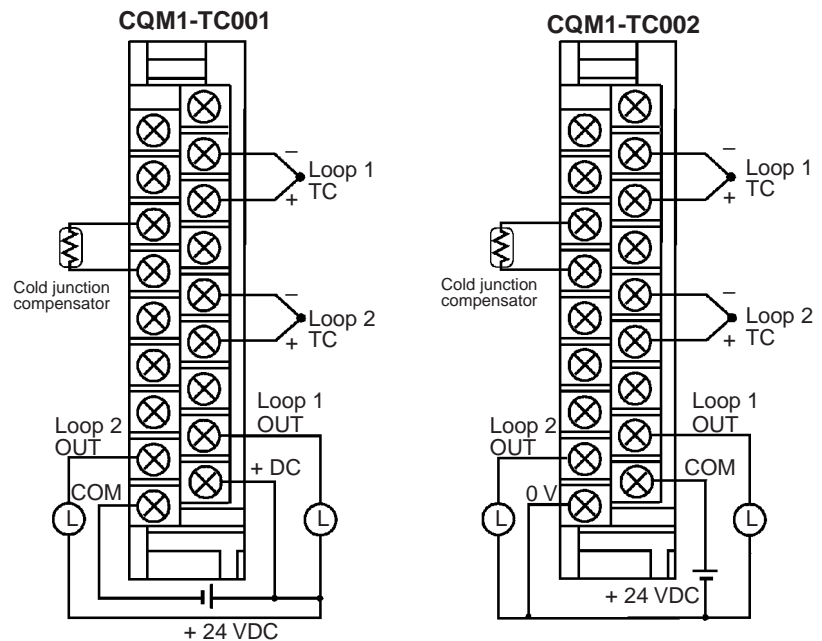 CQM1-TC001
–
Loop 1
TC
+
Cold junction
compensator
–
Loop 2
TC
+
Loop 1
OUT
Loop 2
OUT
+ DC
COM
L
L
+ 24 VDC
CQM1-TC002
–
Loop 1
TC
+
Cold junction
compensator
–
Loop 2
TC
+
Loop 1
OUT
Loop 2
OUT
COM
0 V
L
L
+ 24 VDC